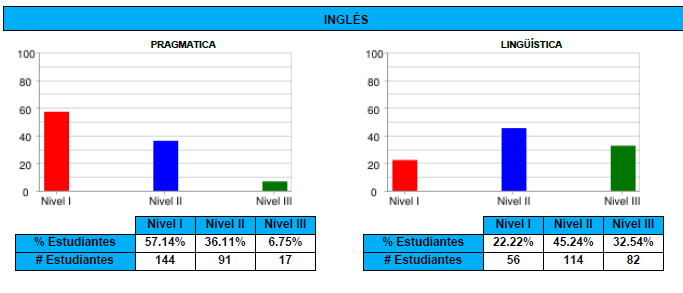 INGLÉS
PRAGMATICA
100
80
60
40
20
0
Nivel I Nivel II Nivel III
Nivel I Nivel II Nivel III
% Estudiantes 57.14% 36.11% 6.75%
# Estudiantes 144 91 17
LINGÜÍSTICA
100
80
60
40
20
0
Nivel I Nivel II Nivel III
Nivel I Nivel II Nivel III
% Estudiantes 22.22% 45.24% 32.54%
# Estudiantes 56 114 82